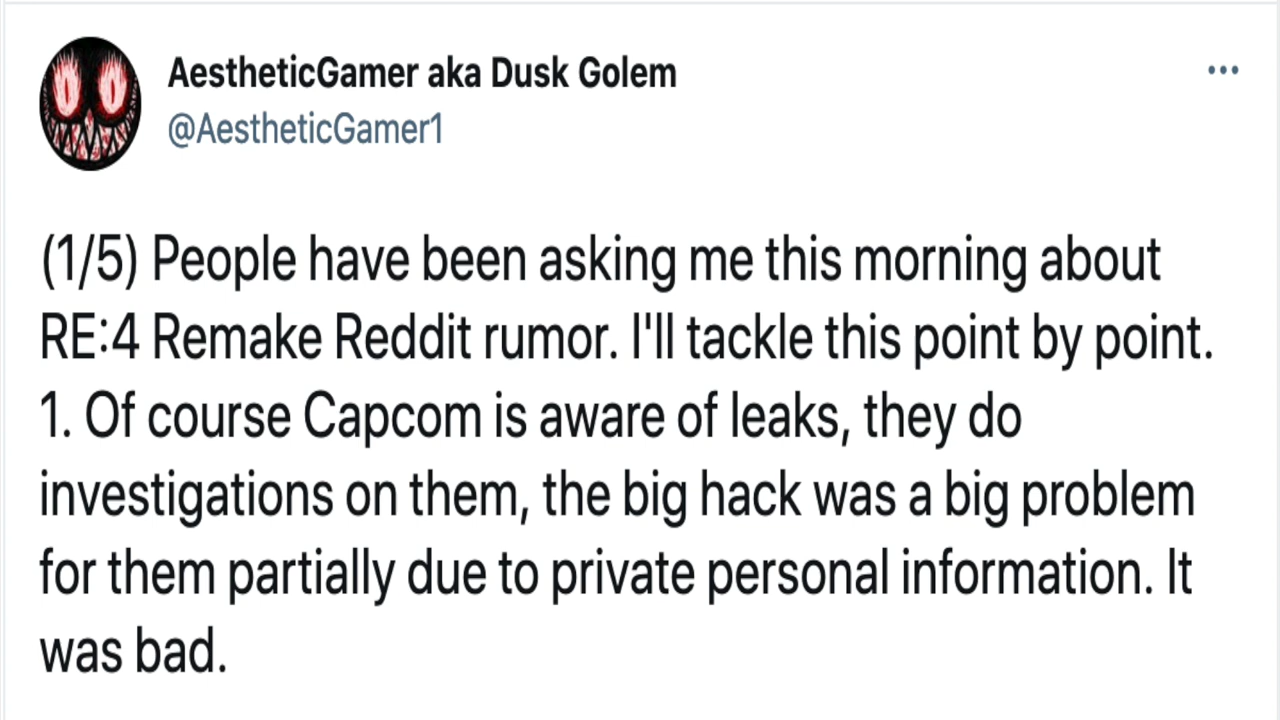 AestheticGamer aka Dusk Golem
@AestheticGamer1
(1/5) People have been asking me this morning about
RE:4 Remake Reddit rumor. I'll tackle this point by point.
1. Of course Capcom is aware of leaks, they do
investigations on them, the big hack was a big problem
for them partially due to private personal information. It
was bad.